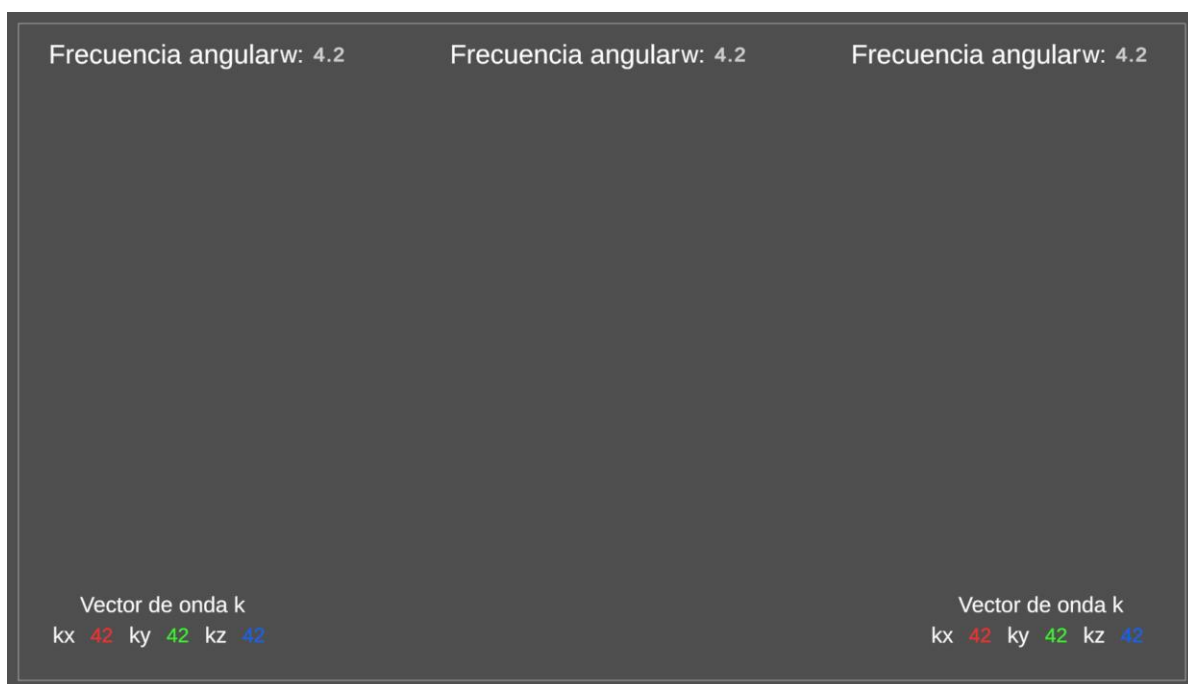 Frecuencia angularw: 4.2
Frecuencia angularw: 4.2
Frecuencia angularw: 4.2
Vector de onda k
kx 42 ky 42 kz 42
Vector de onda k
kx 42 ky 42 kz 42